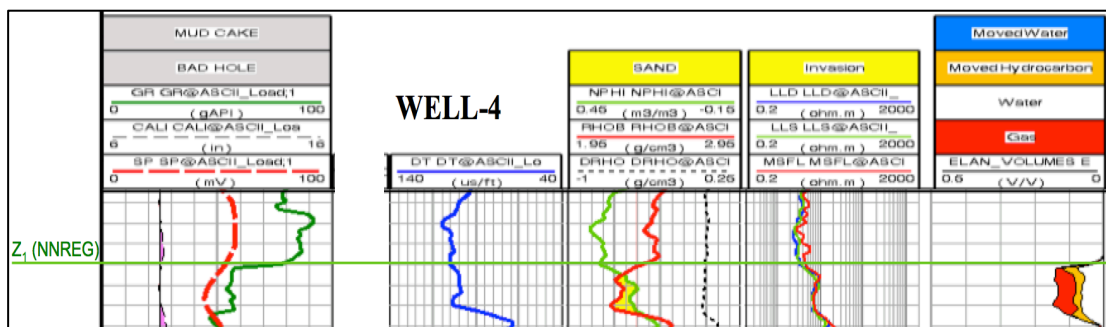 MUD CAKE
BAD HOLE
GR GR@ASCII_Load;1
0 (gAPI) 100
CALI CALI@ASCII_Loa
6 (in) 16
SP SP@ASCII_Load;1
0 (mV) 100
WELL-4
DT DT@ASCII_Lo
140 (us/ft) 40
SAND
NPHI NPHI@ASCI
0.45 (m3/m3) -0.15
RHOB RHOB@ASCI
1.95 (g/cm3) 2.95
DRHO DRHO@ASCI
-1 (g/cm3) 0.25
Invasion
LLD LLD@ASCII_
0.2 (ohm.m) 2000
LLS LLS@ASCII_
0.2 (ohm.m) 2000
MSFL MSFL@ASCI
0.2 (ohm.m) 2000
Moved Water
Moved Hydrocarbon
Water
Gas
ELAN_VOLUMES E
0.5 (V/V) 0
Z₁ (NNREG)